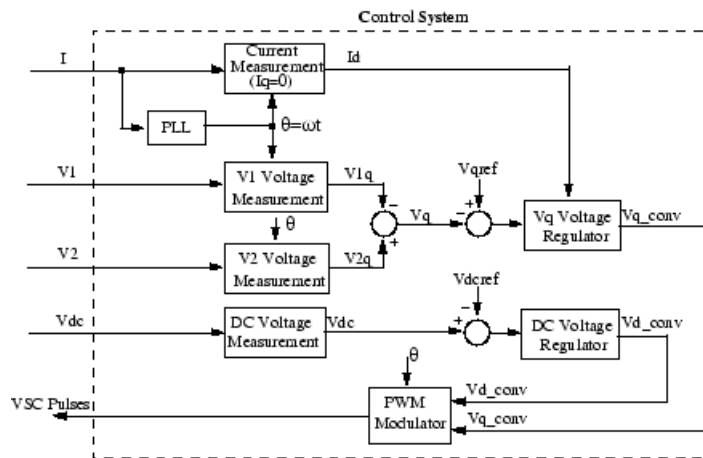 Control System
I
Current
Measurement
(Iq=0)
Id
PLL
θ=ωt
V1
V1 Voltage
Measurement
V1q
Vqref
-
+
-
Vq
+
Vq Voltage
Regulator
Vq_conv
θ
V2
V2 Voltage
Measurement
V2q
Vdcref
-
+
Vdc
DC Voltage
Measurement
Vdc
DC Voltage
Regulator
Vd_conv
θ
VSC Pulses
PWM
Modulator
Vd_conv
Vq_conv